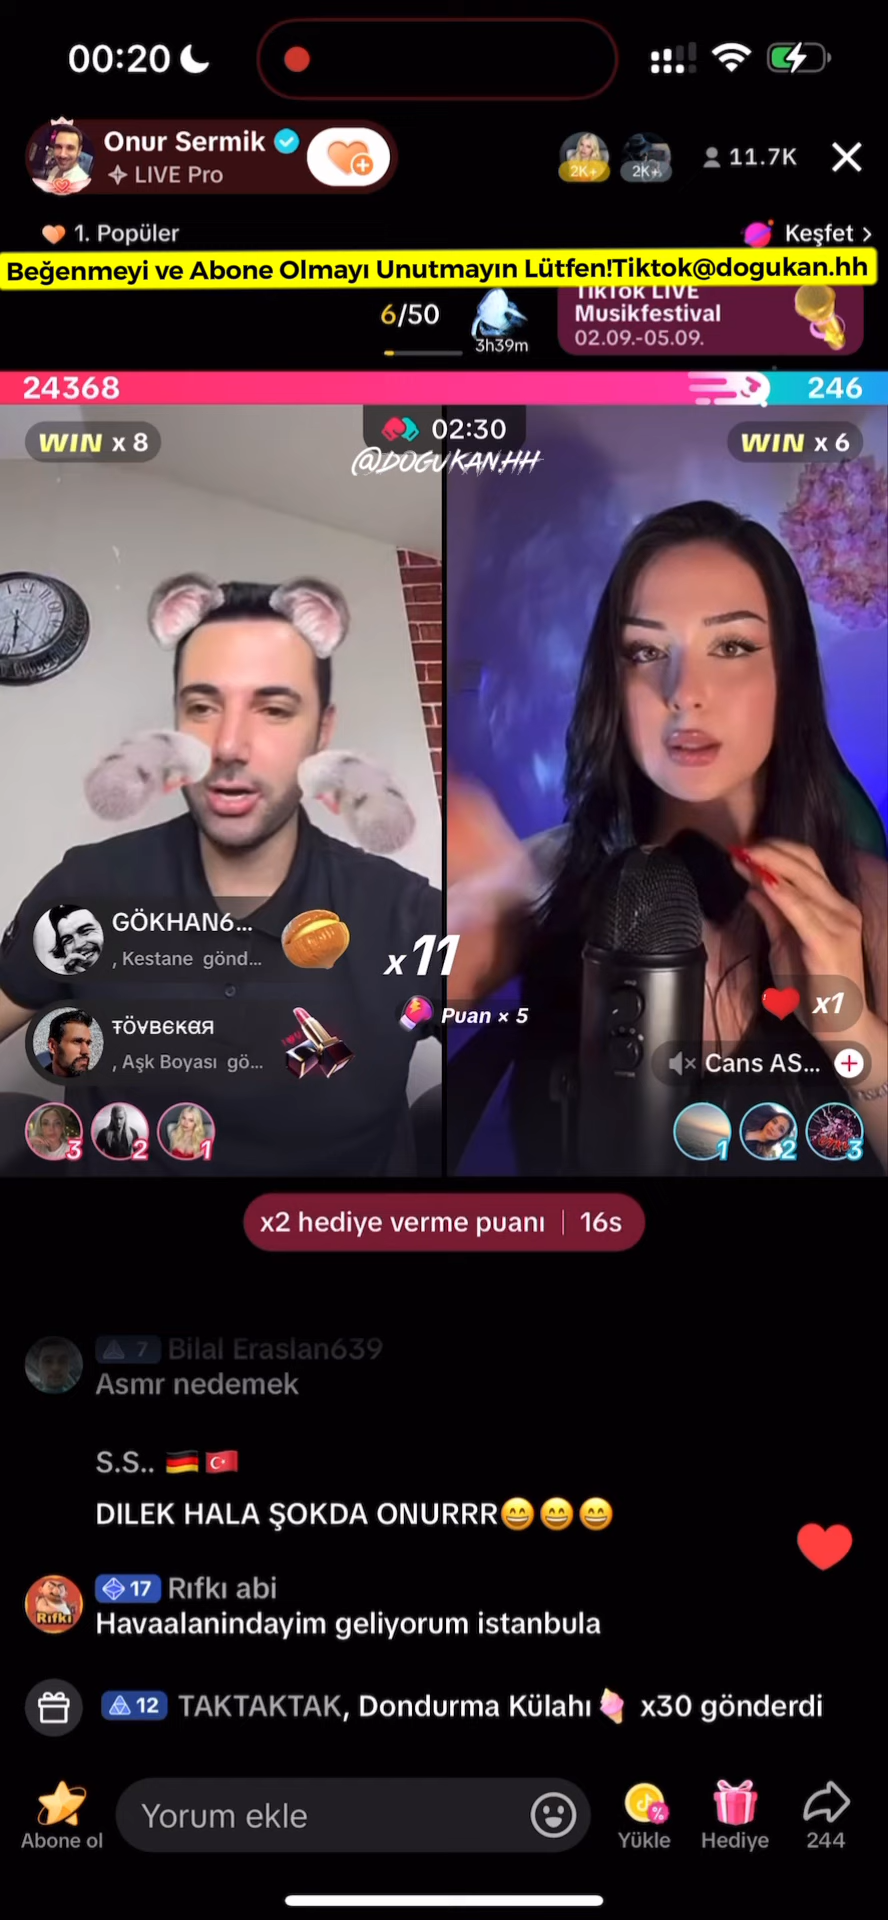 00:20
Onur Sermik
LIVE Pro
2K+
2K+
11.7K
1. Popüler
Keşfet >
Beğenmeyi ve Abone Olmayı Unutmayın Lütfen!Tiktok@dogukan.hh
6/50
3h39m
TikTok LIVE
Musikfestival
02.09.-05.09.
24368
246
WIN x 8
02:30
WIN x 6
@DOGUKAN.HH
GÖKHAN6...
, Kestane gönd...
x11
Puan × 5
ŦÖVBЄКɑЯ
, Aşk Boyası gö...
x1
Cans AS...
3
2
1
1
2
3
x2 hediye verme puanı | 16s
7 Bilal Eraslan639
Asmr nedemek
S.S.. 🇩🇪🇹🇷
DILEK HALA ŞOKDA ONURRR😄😄😄
17 Rıfkı abi
Rıfkı
Havaalanindayim geliyorum istanbula
12 TAKTAKTAK, Dondurma Külahı x30 gönderdi
Abone ol
Yorum ekle
Yükle
Hediye
244